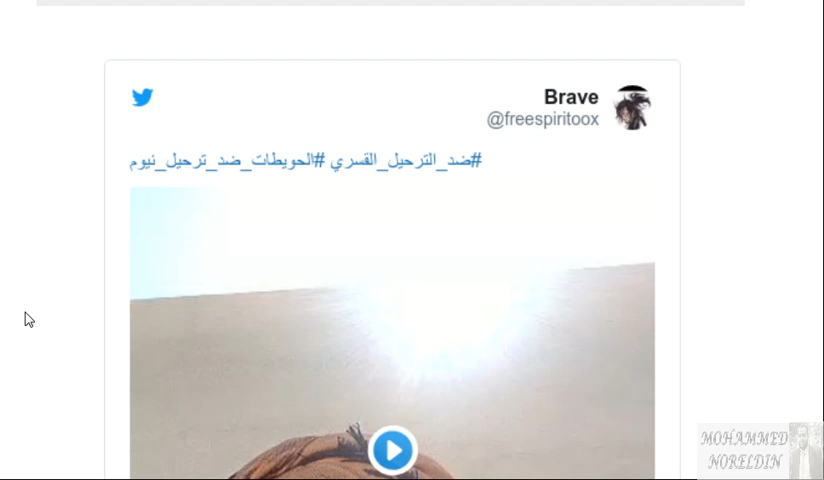 Brave
@freespiritoox
#ضد_الترحيل_القسري #الحويطات_ضد_ترحيل_نيوم
MOHAMMED
NORELDIN